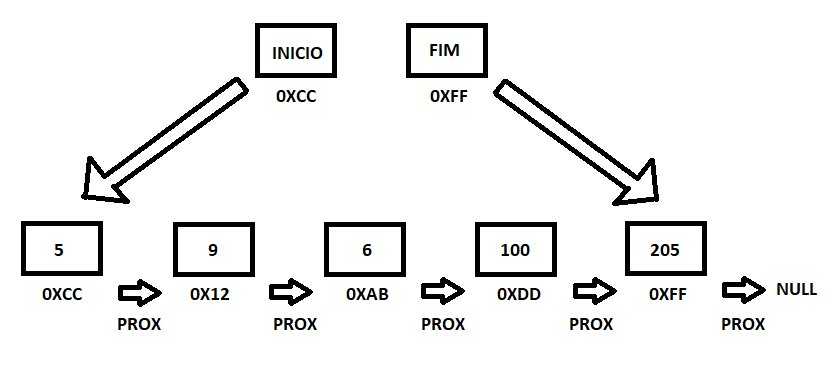 INICIO
FIM
0XCC
0XFF
5
9
6
100
205
0XCC
0X12
0XAB
0XDD
0XFF
NULL
PROX
PROX
PROX
PROX
PROX